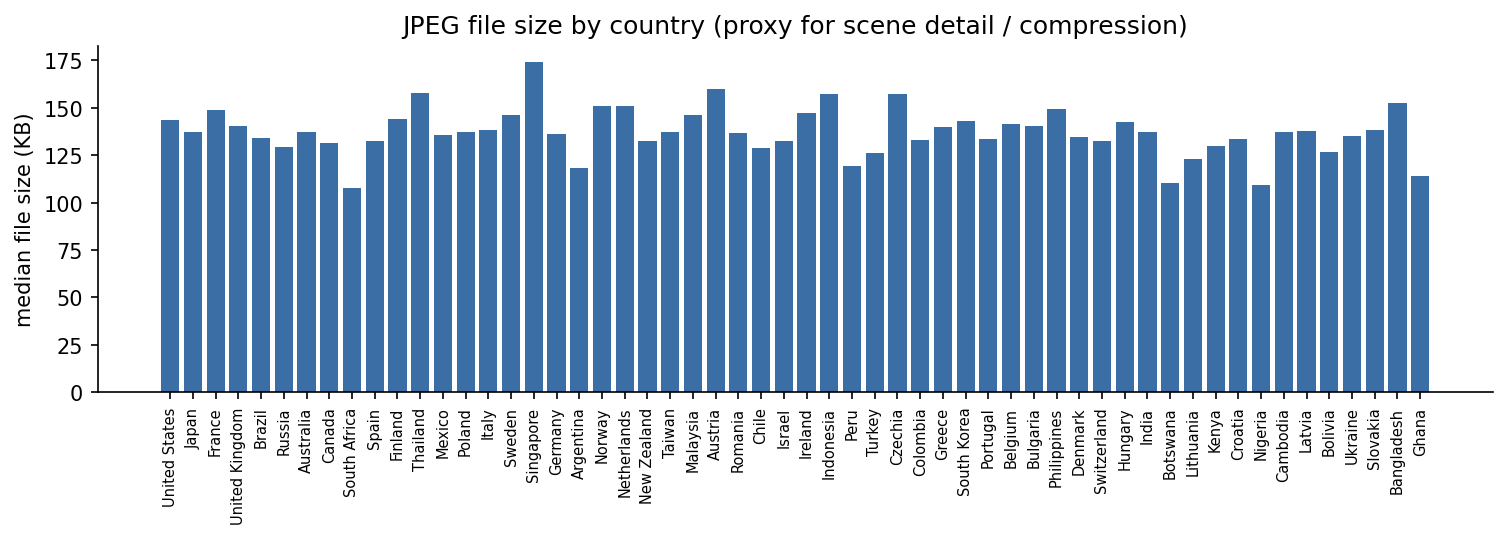 JPEG file size by country (proxy for scene detail / compression)
median file size (KB)
175
150
125
100
75
50
25
0
United States
Japan
France
United Kingdom
Brazil
Russia
Australia
Canada
South Africa
Spain
Finland
Thailand
Mexico
Poland
Italy
Sweden
Singapore
Germany
Argentina
Norway
Netherlands
New Zealand
Taiwan
Malaysia
Austria
Romania
Chile
Israel
Ireland
Indonesia
Peru
Turkey
Czechia
Colombia
Greece
South Korea
Portugal
Belgium
Bulgaria
Philippines
Denmark
Switzerland
Hungary
India
Botswana
Lithuania
Kenya
Croatia
Nigeria
Cambodia
Latvia
Bolivia
Ukraine
Slovakia
Bangladesh
Ghana